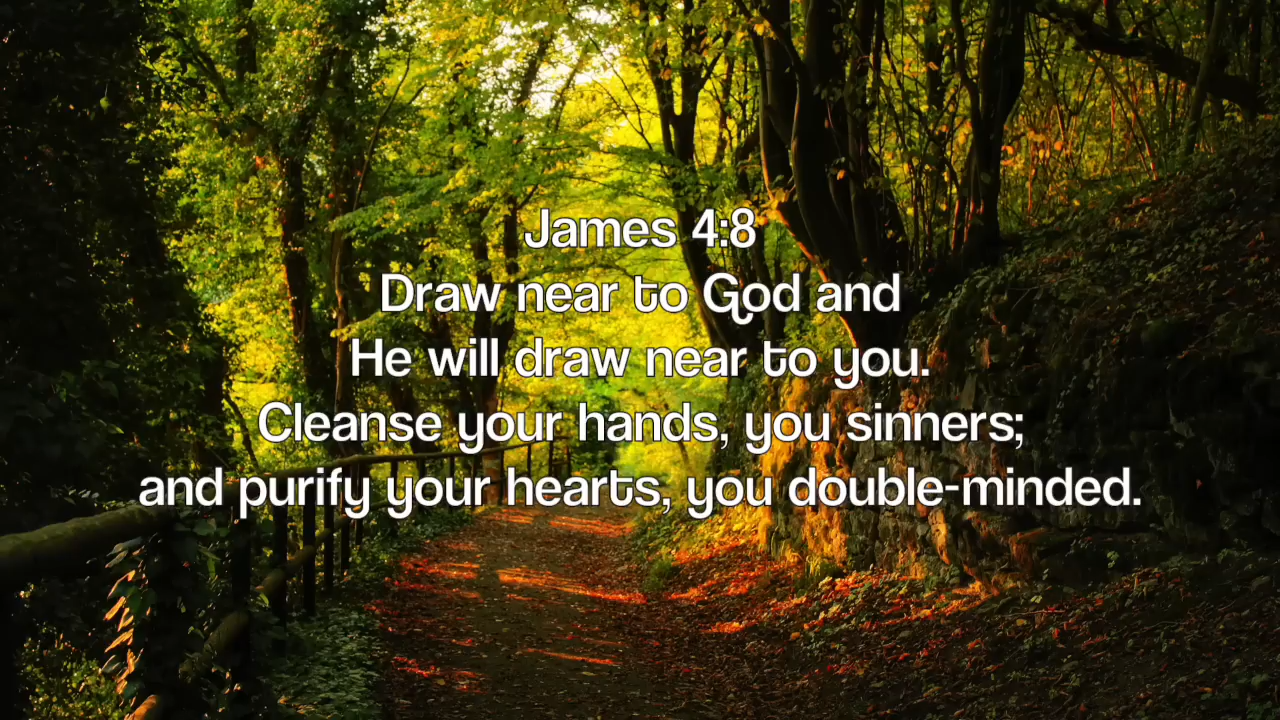 James 4:8
Draw near to God and
He will draw near to you.
Cleanse your hands, you sinners;
and purify your hearts, you double-minded.